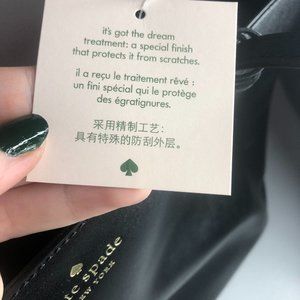 it's got the dream
treatment: a special finish
that protects it from scratches.
il a reçu le traitement rêvé :
un fini spécial qui le protège
des égratignures.
采用精制工艺:
具有特殊的防刮外层。
spade
NEW YORK